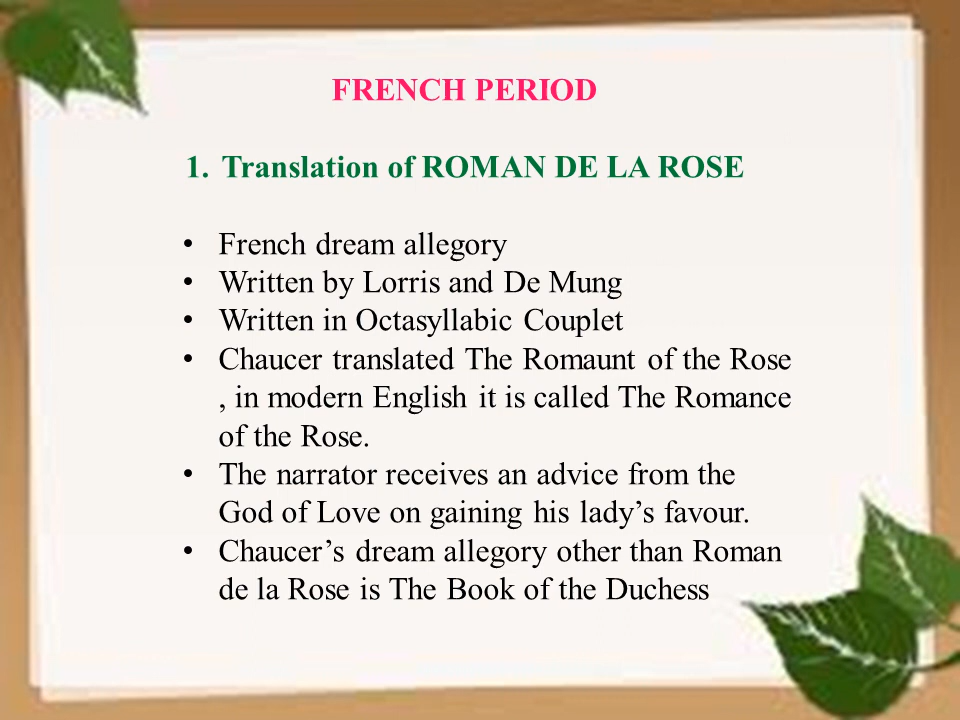 FRENCH PERIOD
1. Translation of ROMAN DE LA ROSE
• French dream allegory
• Written by Lorris and De Mung
• Written in Octasyllabic Couplet
• Chaucer translated The Romaunt of the Rose
, in modern English it is called The Romance
of the Rose.
• The narrator receives an advice from the
God of Love on gaining his lady’s favour.
• Chaucer’s dream allegory other than Roman
de la Rose is The Book of the Duchess